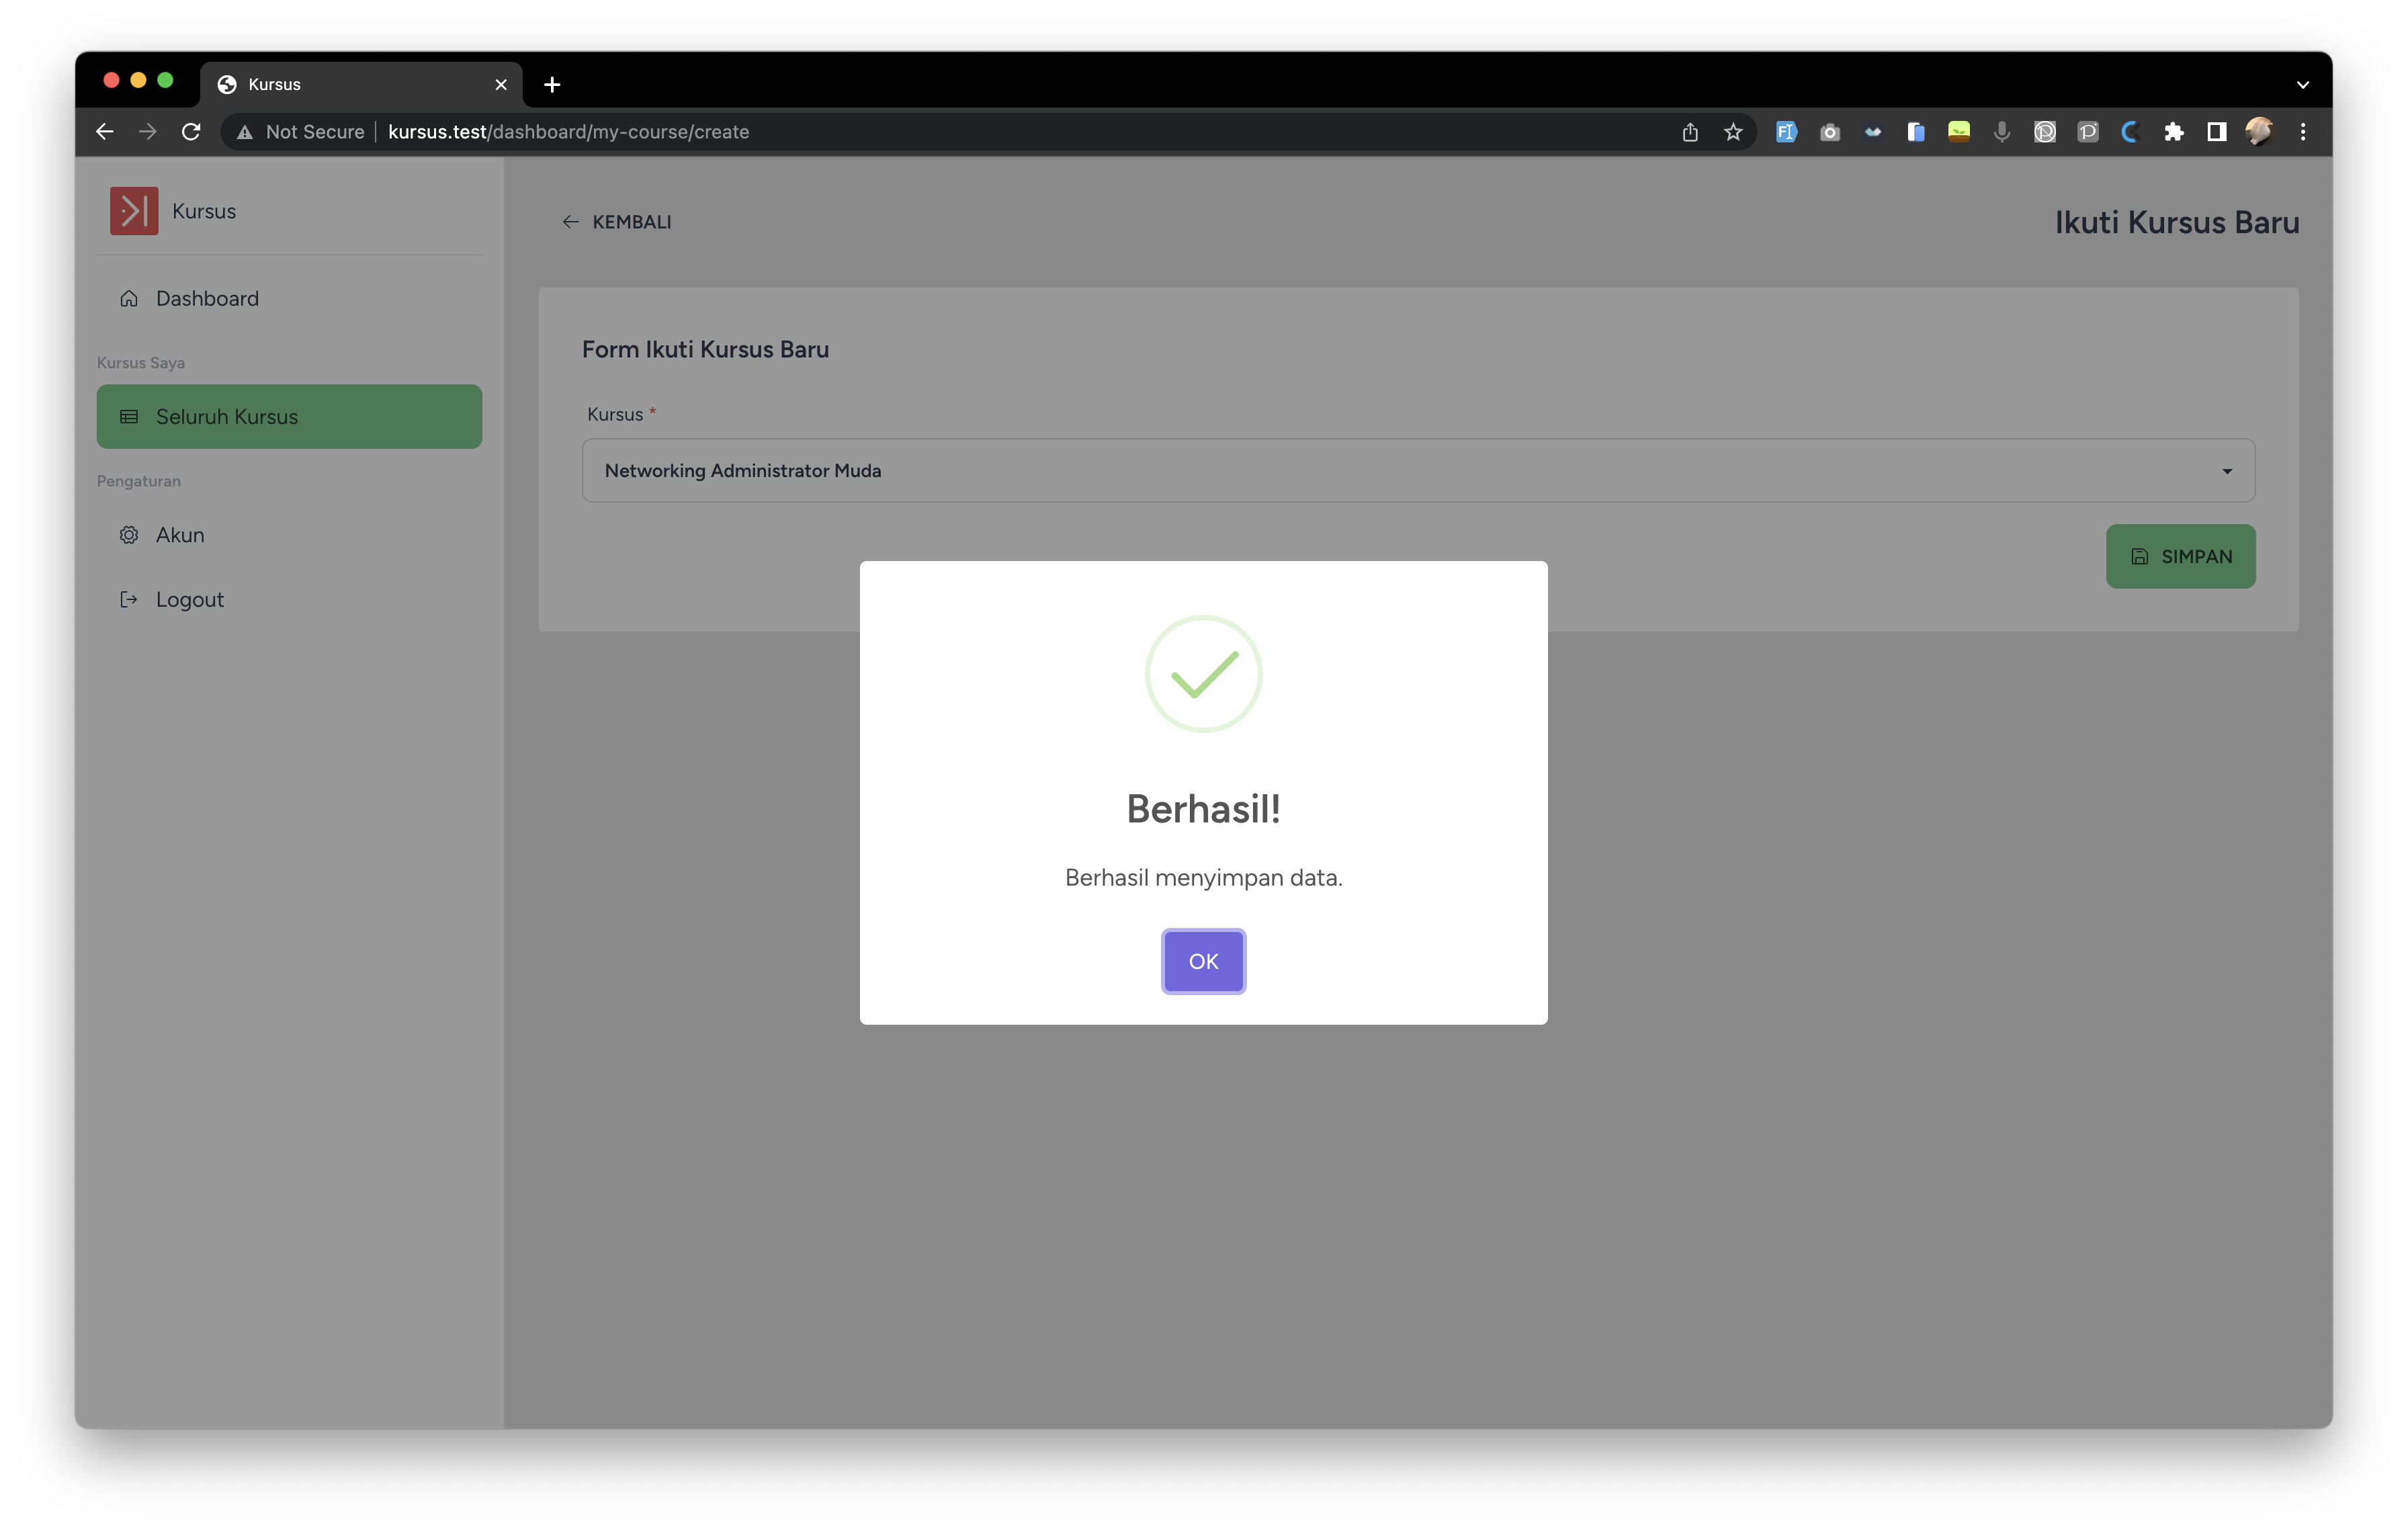 Kursus
Not Secure
kursus.test/dashboard/my-course/create
Kursus
Dashboard
Kursus Saya
Seluruh Kursus
Pengaturan
Akun
Logout
KEMBALI
Ikuti Kursus Baru
Form Ikuti Kursus Baru
Kursus *
Networking Administrator Muda
SIMPAN
Berhasil!
Berhasil menyimpan data.
OK